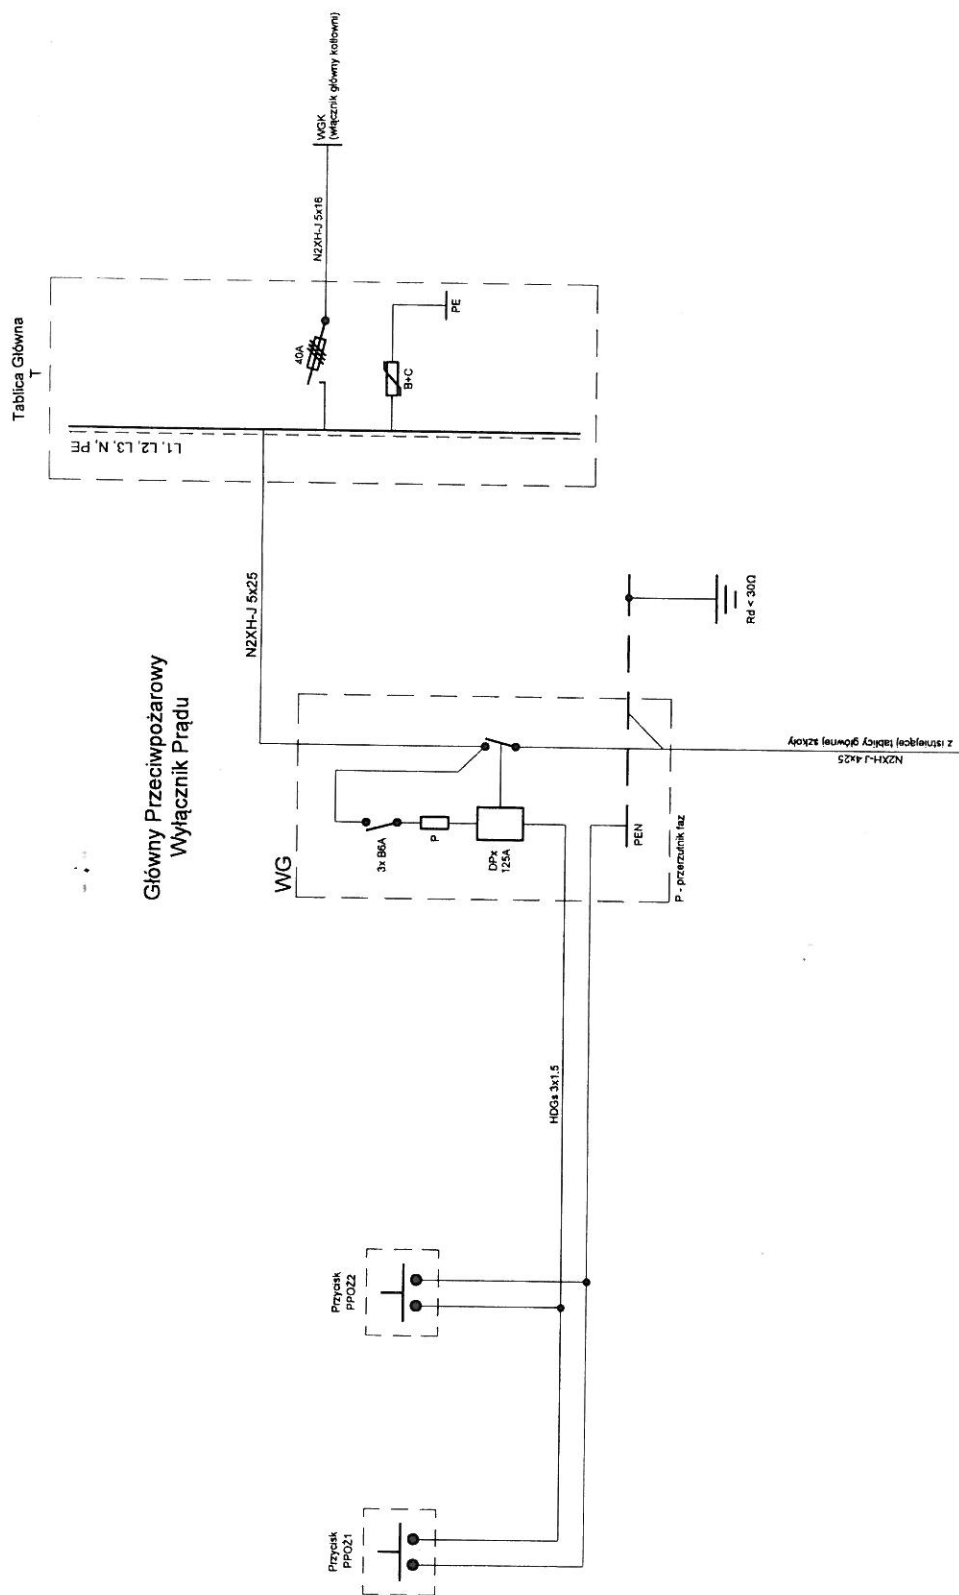 Tablica Główna
T
WGK
(włącznik główny kotłowni)
N2XH-J 5x16
40A
B+C
PE
L1, L2, L3, N, PE
N2XH-J 5x25
Główny Przeciwpożarowy
Wyłącznik Prądu
WG
3x B6A
P
DPx
125A
PEN
P - przerzutnik faz
Rd < 30Ω
z istniejącej tablicy głównej szkoły
N2XH-J 4x25
HDGs 3x1.5
Przycisk
PPOŻ2
Przycisk
PPOŻ1